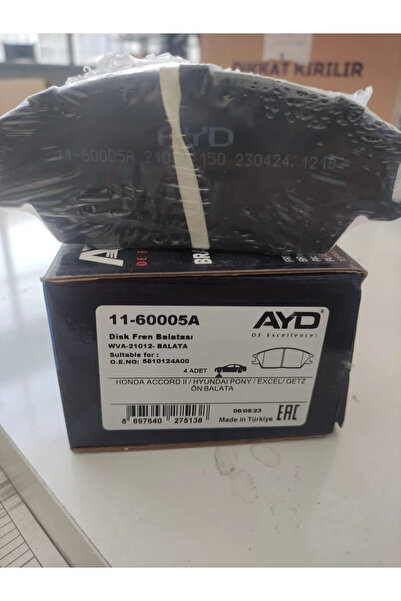 DİKKAT KIRILIR
AYD
11-60005A
150 230424
11-60005A
AYD
OE Excellence!
Disk Fren Balatası
WVA-21012- BALATA
Suitable for :
O.E.NO: 5810124A00
4 ADET
HONDA ACCORD II / HYUNDAI PONY / EXCEL/ GETZ
ÖN BALATA
08/06/23
EAC
Made in Türkiye
8 697640 275138